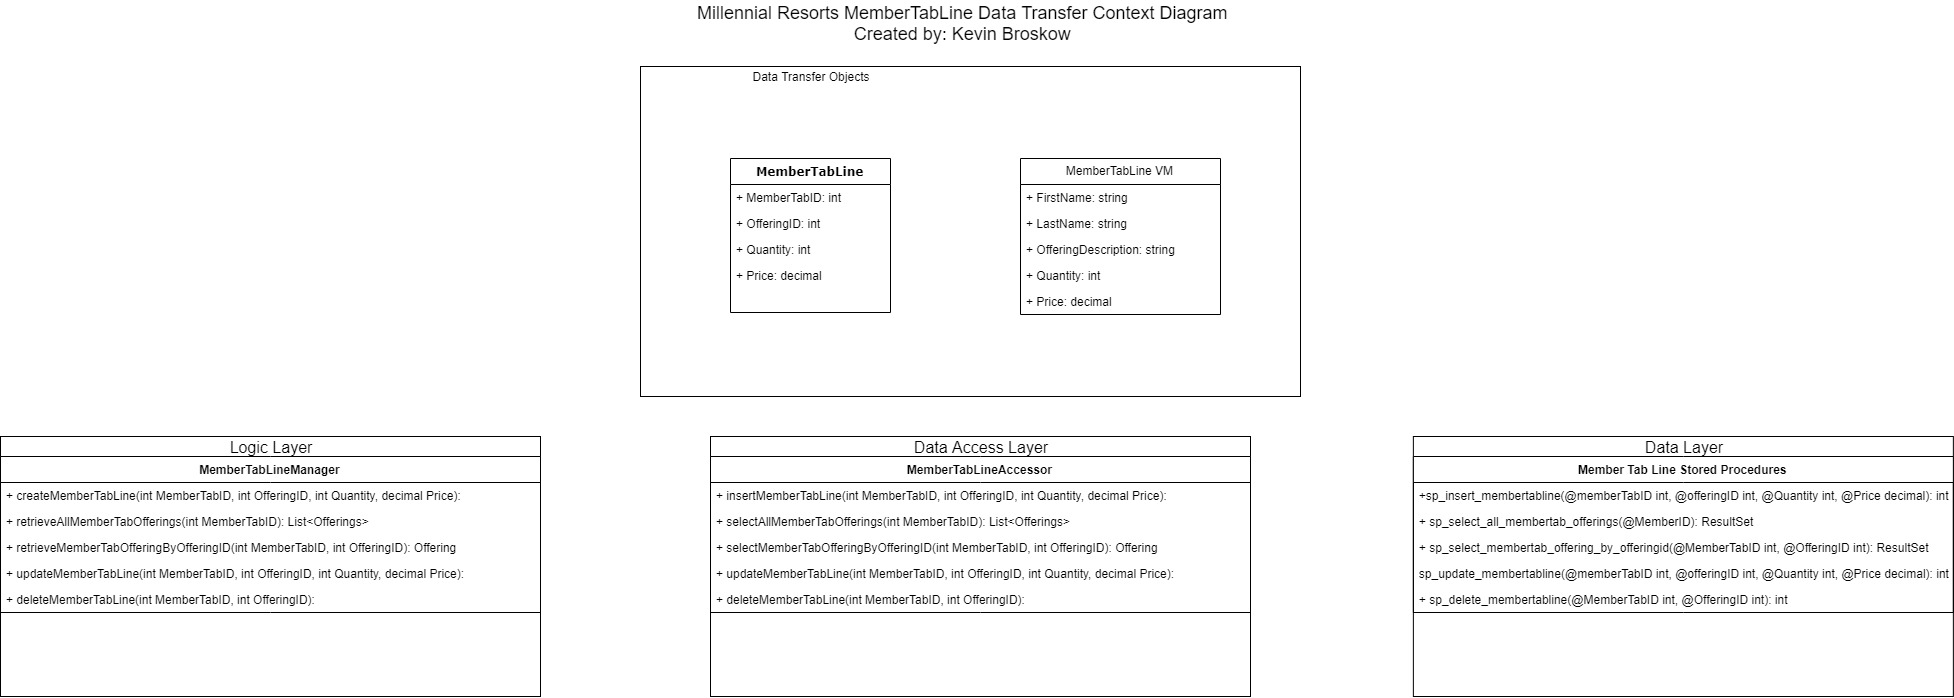 Millennial Resorts MemberTabLine Data Transfer Context Diagram
Created by: Kevin Broskow
Data Transfer Objects
MemberTabLine
+ MemberTabID: int
+ OfferingID: int
+ Quantity: int
+ Price: decimal
MemberTabLine VM
+ FirstName: string
+ LastName: string
+ OfferingDescription: string
+ Quantity: int
+ Price: decimal
Logic Layer
MemberTabLineManager
+ createMemberTabLine(int MemberTabID, int OfferingID, int Quantity, decimal Price):
+ retrieveAllMemberTabOfferings(int MemberTabID): List<Offerings>
+ retrieveMemberTabOfferingByOfferingID(int MemberTabID, int OfferingID): Offering
+ updateMemberTabLine(int MemberTabID, int OfferingID, int Quantity, decimal Price):
+ deleteMemberTabLine(int MemberTabID, int OfferingID):
Data Access Layer
MemberTabLineAccessor
+ insertMemberTabLine(int MemberTabID, int OfferingID, int Quantity, decimal Price):
+ selectAllMemberTabOfferings(int MemberTabID): List<Offerings>
+ selectMemberTabOfferingByOfferingID(int MemberTabID, int OfferingID): Offering
+ updateMemberTabLine(int MemberTabID, int OfferingID, int Quantity, decimal Price):
+ deleteMemberTabLine(int MemberTabID, int OfferingID):
Data Layer
Member Tab Line Stored Procedures
+sp_insert_membertabline(@memberTabID int, @offeringID int, @Quantity int, @Price decimal): int
+ sp_select_all_membertab_offerings(@MemberID): ResultSet
+ sp_select_membertab_offering_by_offeringid(@MemberTabID int, @OfferingID int): ResultSet
sp_update_membertabline(@memberTabID int, @offeringID int, @Quantity int, @Price decimal): int
+ sp_delete_membertabline(@MemberTabID int, @OfferingID int): int